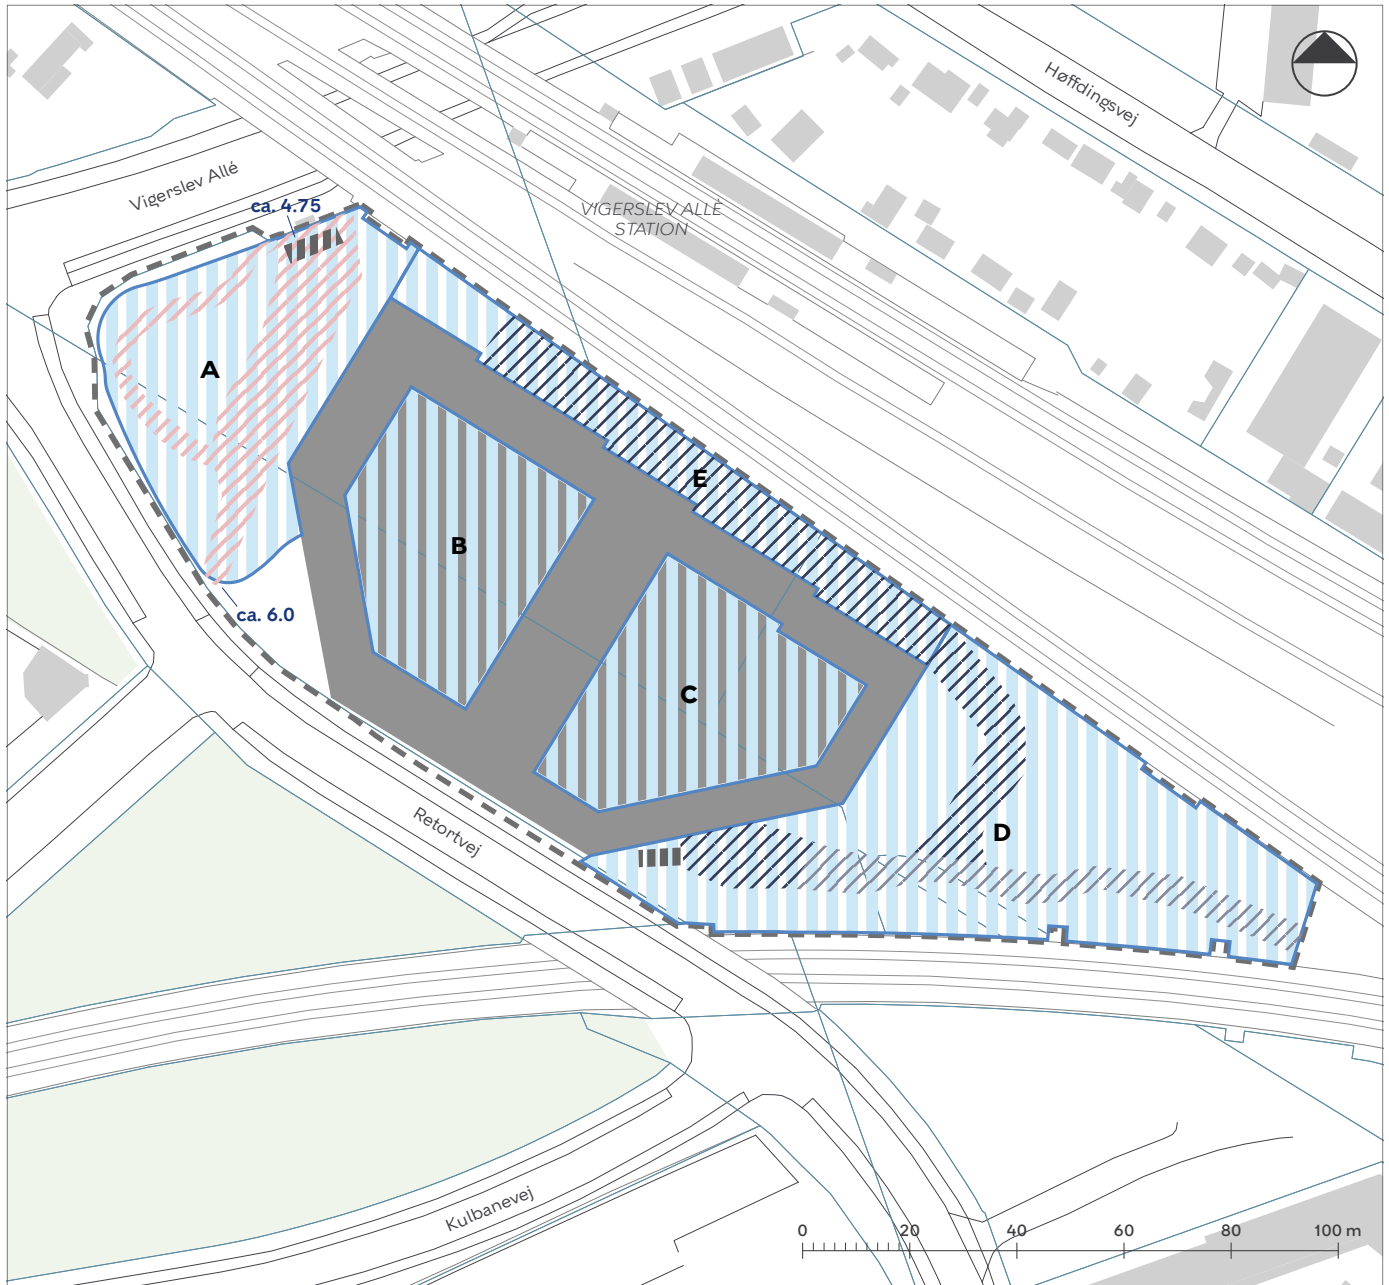 Høffdingsvej
Vigerslev Allé
ca. 4.75
VIGERSLEV ALLÉ
STATION
A
E
B
ca. 6.0
C
Retortvej
D
Kulbanevej
0 20 40 60 80 100 m